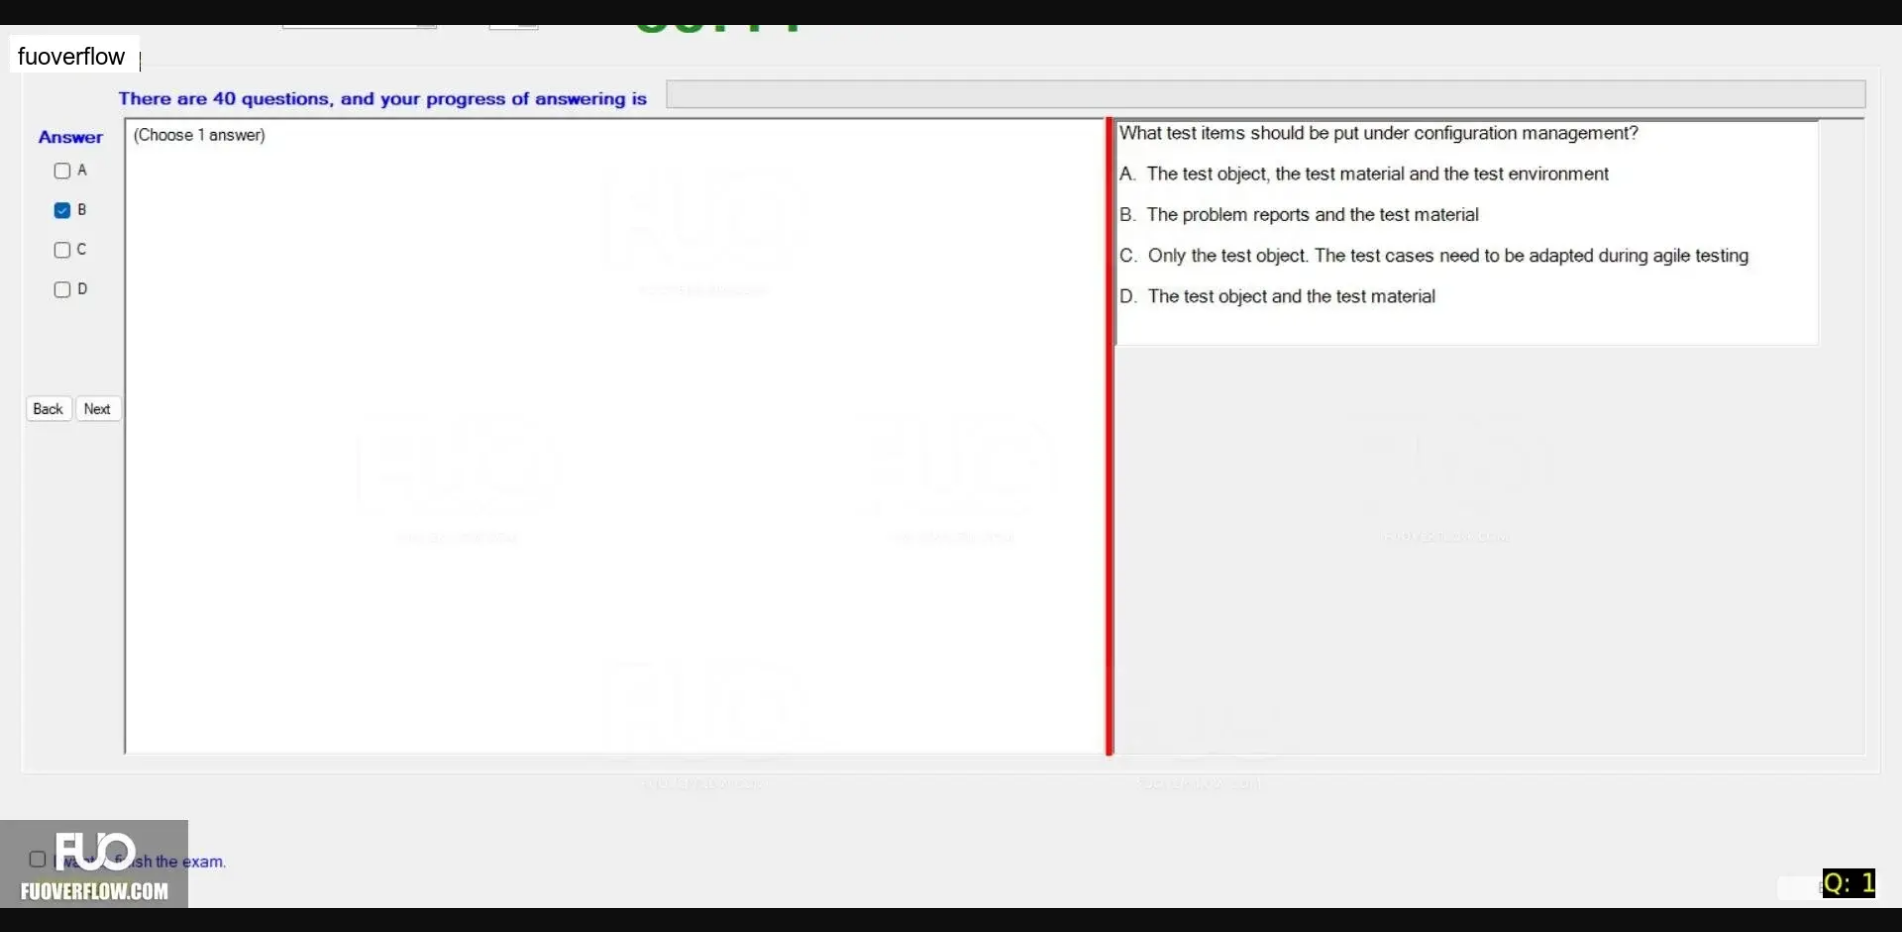 fuoverflow
There are 40 questions, and your progress of answering is
Answer
(Choose 1 answer)
A
B
C
D
Back Next
What test items should be put under configuration management?
A. The test object, the test material and the test environment
B. The problem reports and the test material
C. Only the test object. The test cases need to be adapted during agile testing
D. The test object and the test material
FUO
sh the exam.
FUOVERFLOW.COM
Q: 1